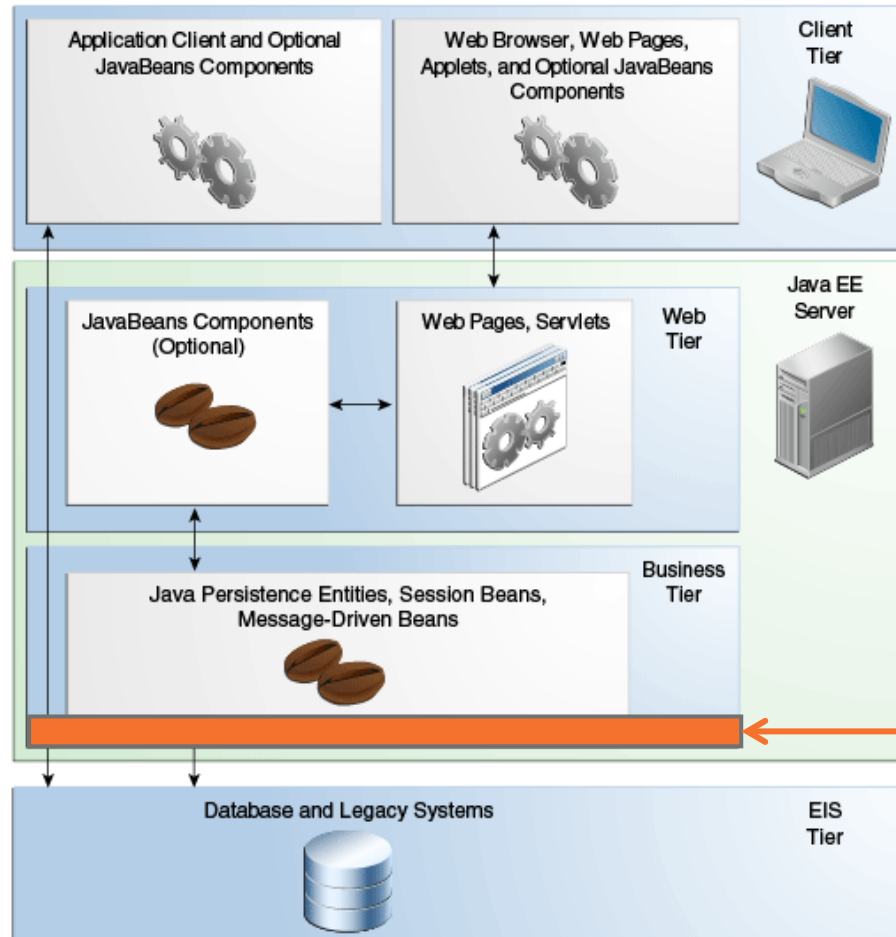 Application Client and Optional
JavaBeans Components
Web Browser, Web Pages,
Applets, and Optional JavaBeans
Components
Client
Tier
JavaBeans Components
(Optional)
Web Pages, Servlets
Web
Tier
Java EE
Server
Java Persistence Entities, Session Beans,
Message-Driven Beans
Business
Tier
Database and Legacy Systems
EIS
Tier